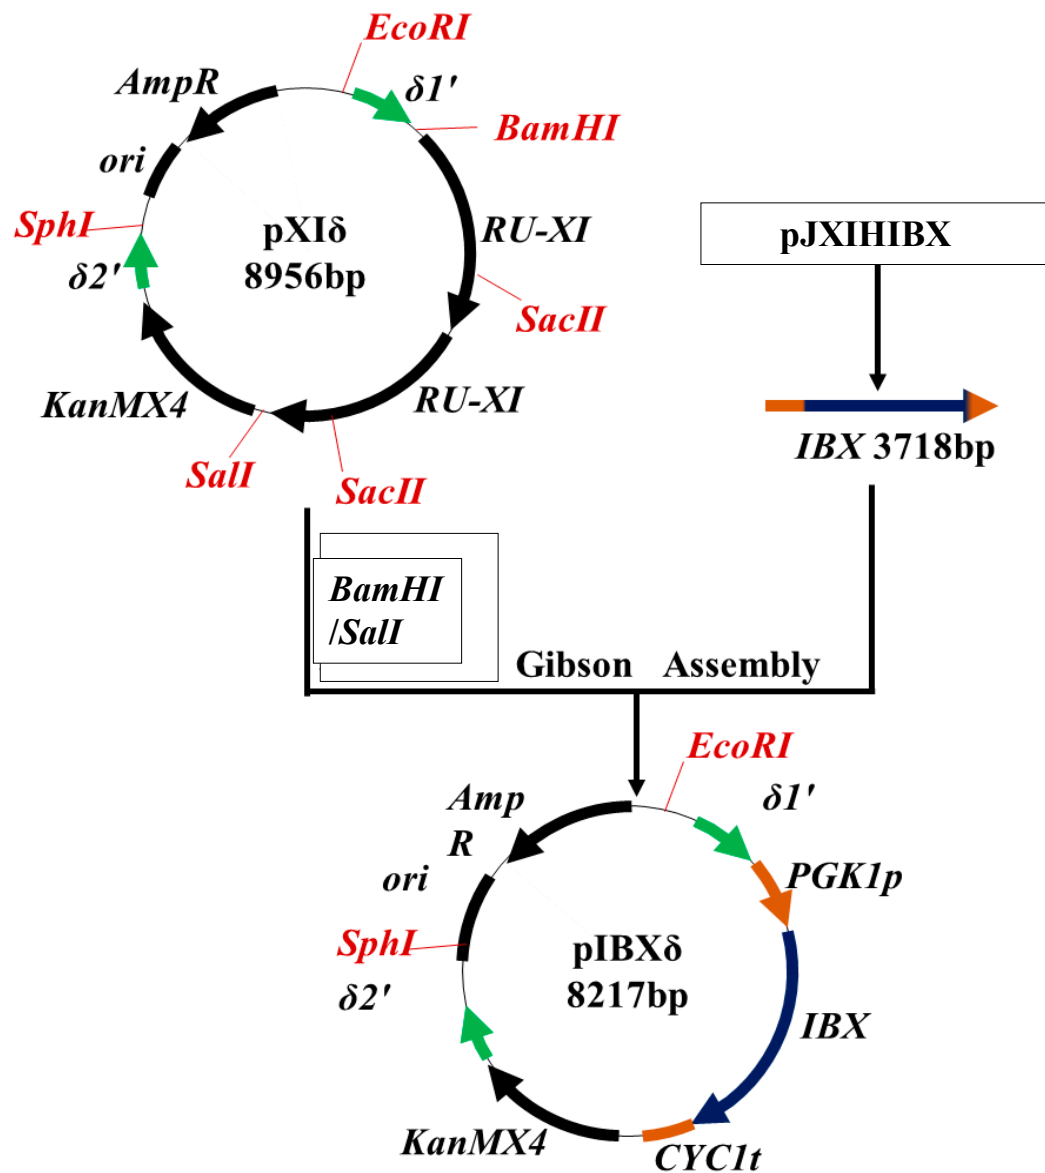 EcoRI
AmpR
δ1'
BamHI
ori
SphI
pXIδ
8956bp
RU-XI
pJXIHIBX
δ2'
SacII
KanMX4
RU-XI
IBX 3718bp
SalI
SacII
BamHI
/SalI
Gibson Assembly
EcoRI
Amp
R
δ1'
ori
PGK1p
SphI
pIBXδ
8217bp
δ2'
IBX
KanMX4
CYC1t